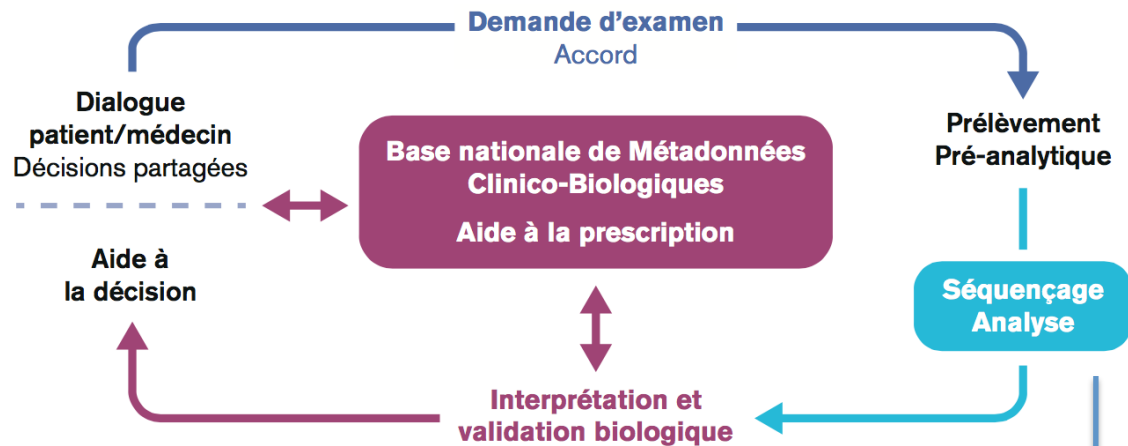 Demande d'examen
Accord
Dialogue
patient/médecin
Décisions partagées
Prélèvement
Pré-analytique
Base nationale de Métadonnées
Clinico-Biologiques
Aide à la prescription
Aide à
la décision
Séquençage
Analyse
Interprétation et
validation biologique